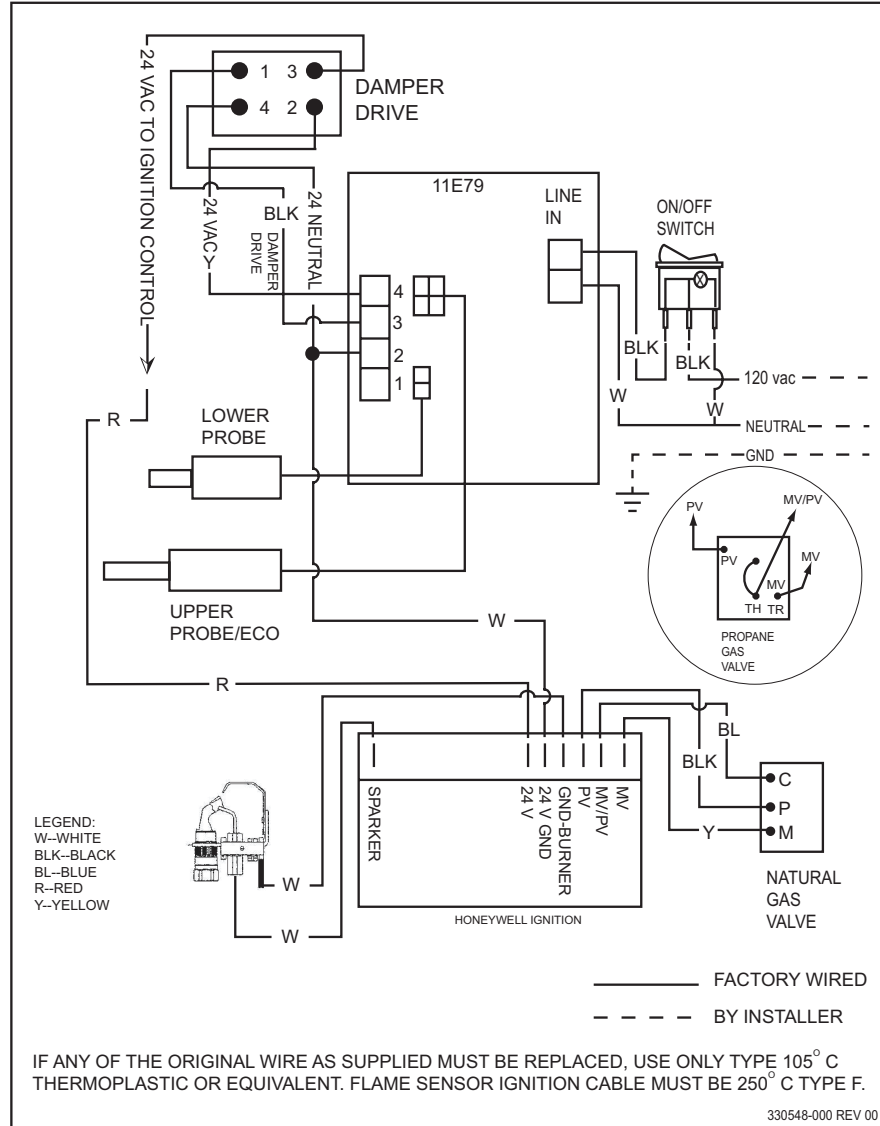 24 VAC TO IGNITION CONTROL
1 3
4 2
DAMPER
DRIVE
24 VAC
Y
BLK
DAMPER
DRIVE
24 NEUTRAL
11E79
LINE
IN
4
3
2
1
ON/OFF
SWITCH
BLK
BLK
W
W
120 vac
NEUTRAL
GND
R
LOWER
PROBE
UPPER
PROBE/ECO
W
R
PV
MV/PV
MV
PV
MV
TH TR
PROPANE
GAS
VALVE
BL
BLK
Y
C
P
M
NATURAL
GAS
VALVE
SPARKER
24 V
24 V GND
GND-BURNER
PV
MV/PV
MV
HONEYWELL IGNITION
W
W
LEGEND:
W--WHITE
BLK--BLACK
BL--BLUE
R--RED
Y--YELLOW
FACTORY WIRED
BY INSTALLER
IF ANY OF THE ORIGINAL WIRE AS SUPPLIED MUST BE REPLACED, USE ONLY TYPE 105° C
THERMOPLASTIC OR EQUIVALENT. FLAME SENSOR IGNITION CABLE MUST BE 250° C TYPE F.
330548-000 REV 00